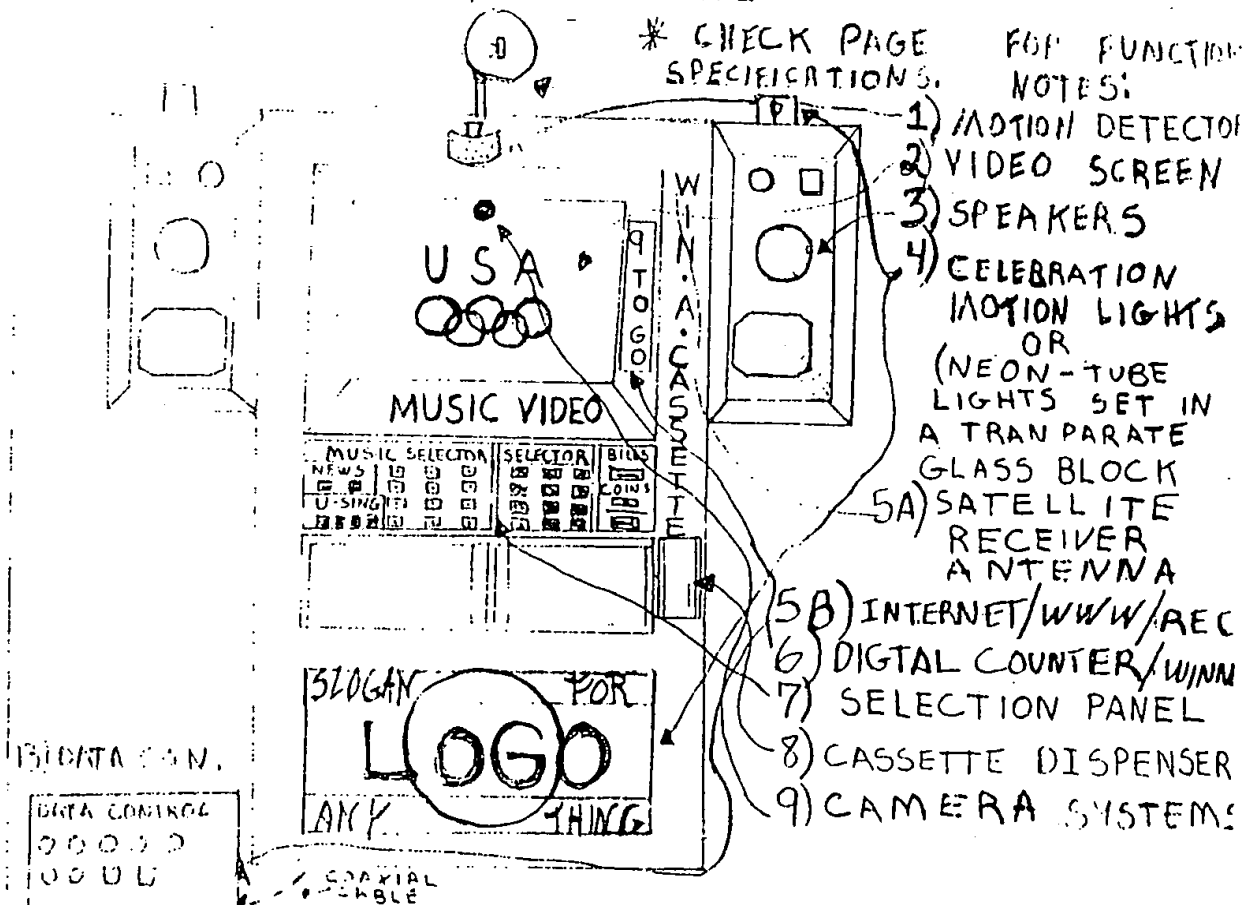 * CHECK PAGE FOR FUNCTION
SPECIFICATIONS. NOTES:
1) MOTION DETECTOR
2) VIDEO SCREEN
3) SPEAKERS
4) CELEBRATION
MOTION LIGHTS
OR
(NEON-TUBE
LIGHTS SET IN
A TRANPARATE
GLASS BLOCK
5A) SATELLITE
RECEIVER
ANTENNA
5B) INTERNET/WWW/REC
6) DIGTAL COUNTER/WINN
7) SELECTION PANEL
8) CASSETTE DISPENSER
9) CAMERA SYSTEMS
USA
9 TO GO
WIN.A.CASSETTE
MUSIC VIDEO
MUSIC SELECTOR
SELECTOR
BILLS
NEWS
COINS
U-SING
SLOGAN FOR
LOGO
ANY THING
13) DATA CON.
DATA CONTROL
COAXIAL
CABLE